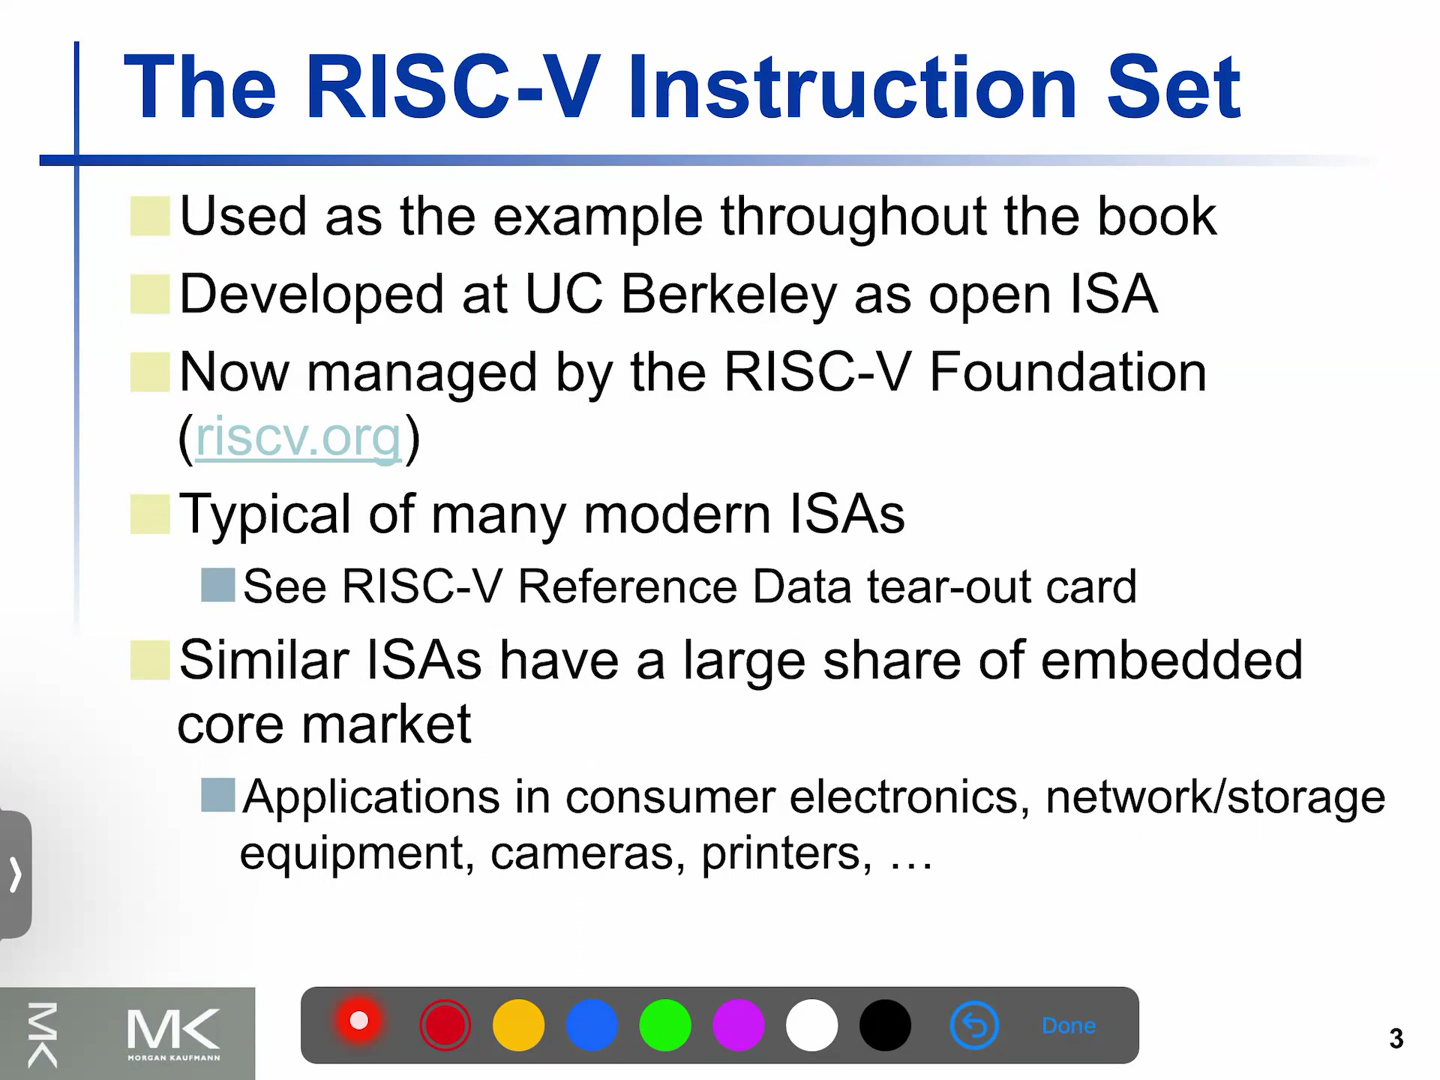 The RISC-V Instruction Set
Used as the example throughout the book
Developed at UC Berkeley as open ISA
Now managed by the RISC-V Foundation
(riscv.org)
Typical of many modern ISAs
See RISC-V Reference Data tear-out card
Similar ISAs have a large share of embedded
core market
Applications in consumer electronics, network/storage
equipment, cameras, printers, …
MK
MK
MORGAN KAUFMANN
Done
3